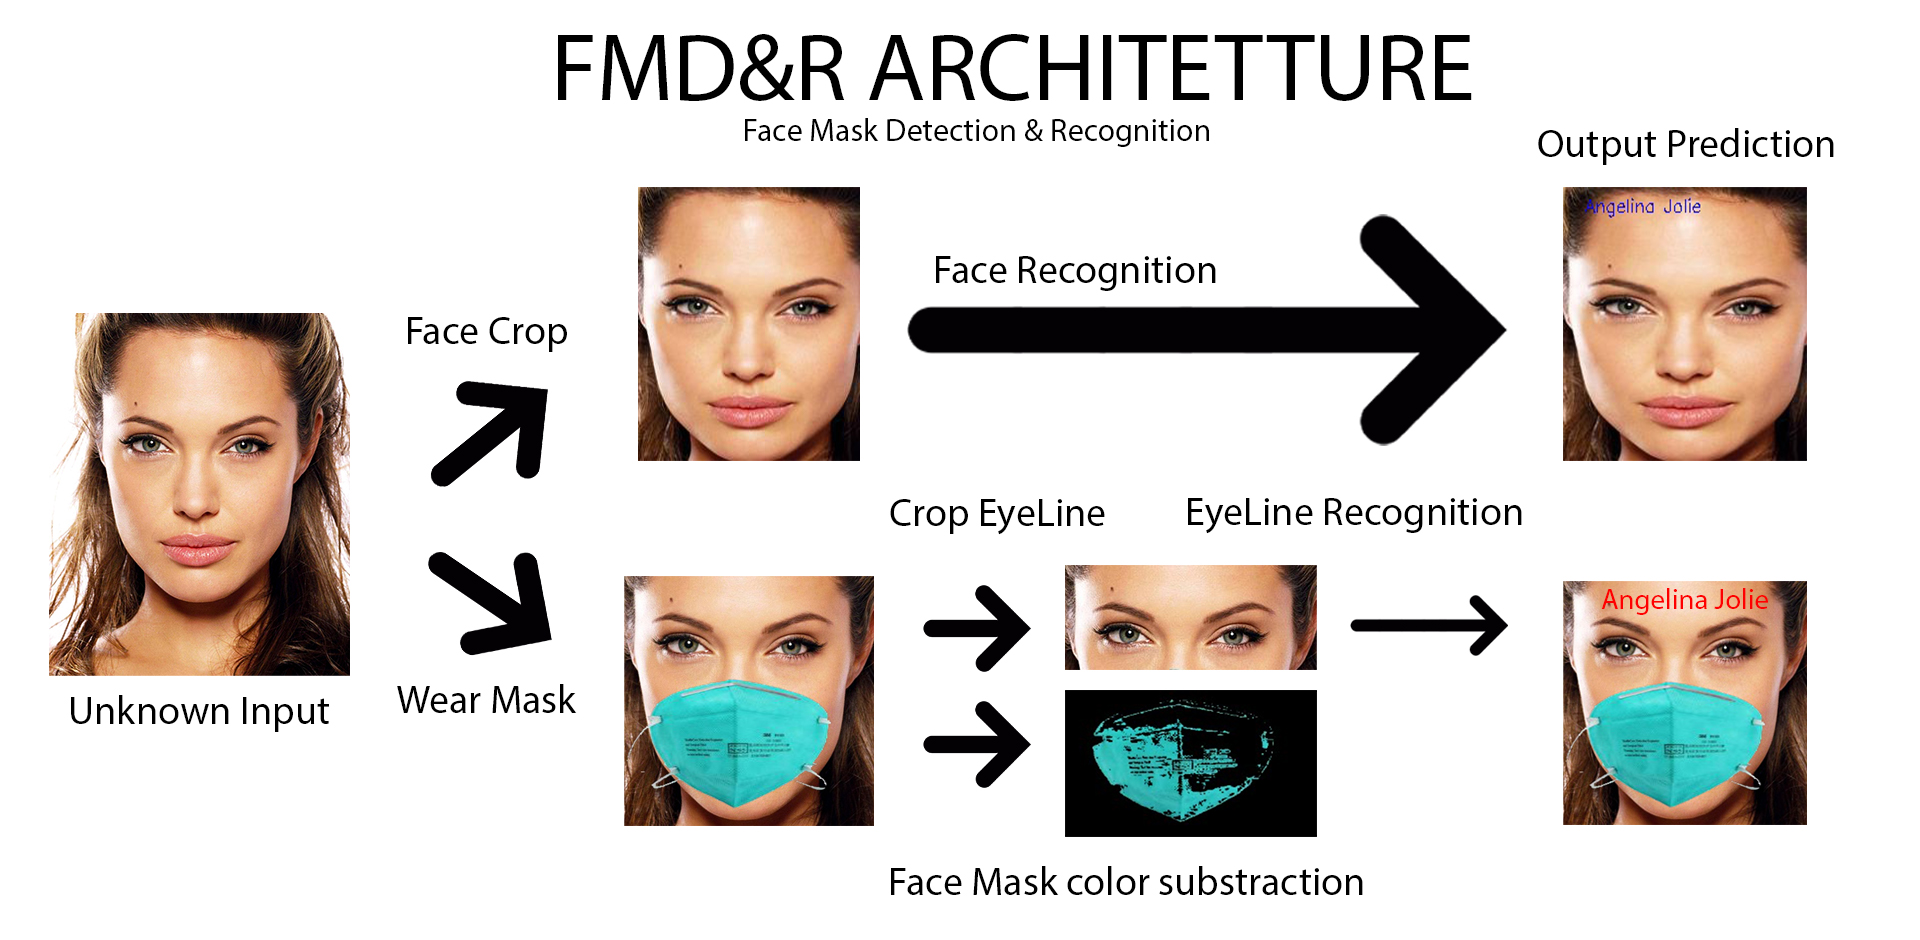 FMD&R ARCHITETTURE
Face Mask Detection & Recognition
Output Prediction
Angelina Jolie
Face Recognition
Face Crop
Crop EyeLine
EyeLine Recognition
Angelina Jolie
Wear Mask
Unknown Input
Face Mask color substraction